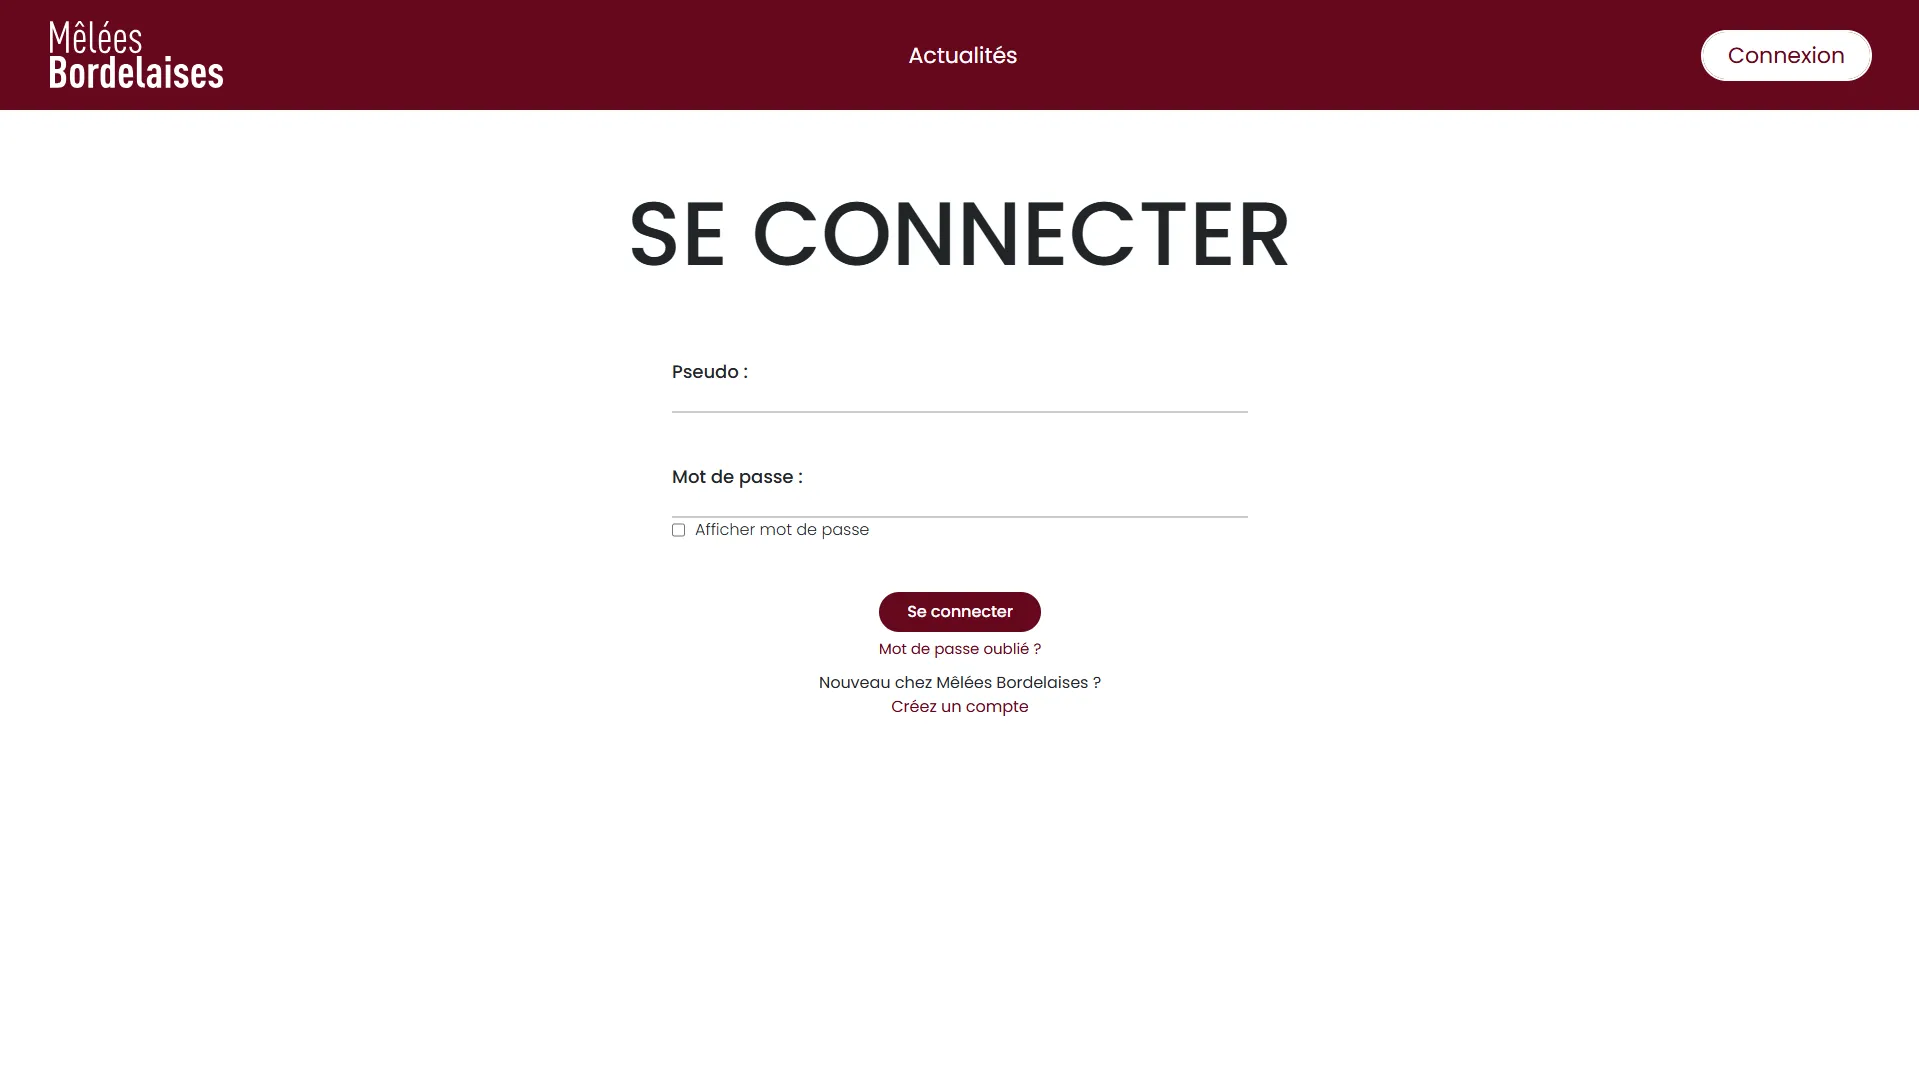 Mêlées
Bordelaises
Actualités
Connexion
SE CONNECTER
Pseudo :
Mot de passe :
Afficher mot de passe
Se connecter
Mot de passe oublié ?
Nouveau chez Mêlées Bordelaises ?
Créez un compte